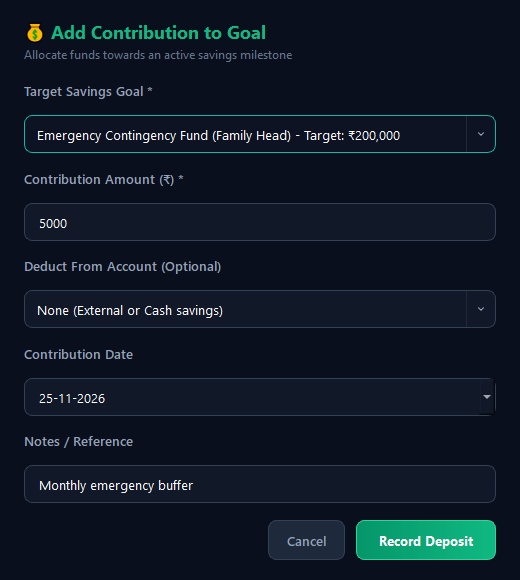 💰 Add Contribution to Goal
Allocate funds towards an active savings milestone
Target Savings Goal *
Emergency Contingency Fund (Family Head) - Target: ₹200,000
Contribution Amount (₹) *
5000
Deduct From Account (Optional)
None (External or Cash savings)
Contribution Date
25-11-2026
Notes / Reference
Monthly emergency buffer
Cancel
Record Deposit